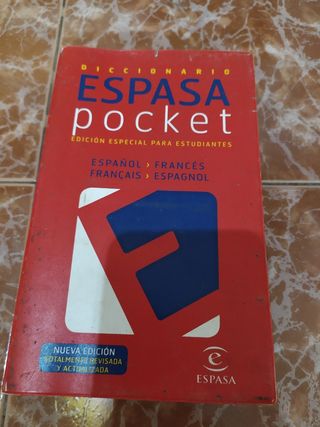 DICCIONARIO
ESPASA
pocket
EDICIÓN ESPECIAL PARA ESTUDIANTES
ESPAÑOL › FRANCÉS
FRANÇAIS › ESPAGNOL
NUEVA EDICIÓN
TOTALMENTE REVISADA
Y ACTUALIZADA
e
ESPASA